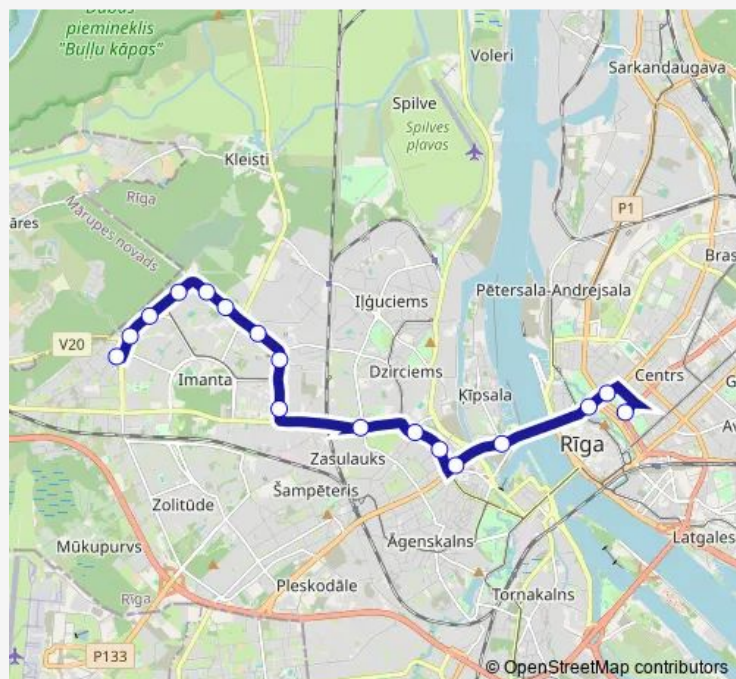 Dabas
piemineklis
"Buļļu kāpas"
Voleri
Sarkandaugava
Spilve
Spilves
pļavas
Kleisti
Rīga
Mārupes novads
āres
P1
Bras
Pētersala-Andrejsala
Iļģuciems
V20
Imanta
Dzirciems
Ķīpsala
Centrs
G
Av
Rīga
Zasulauks
Šampēteris
Zolitūde
Āgenskalns
Latgales
Mūkupurvs
Pleskodāle
Torņakalns
Rīga
P133
© OpenStreetMap contributors